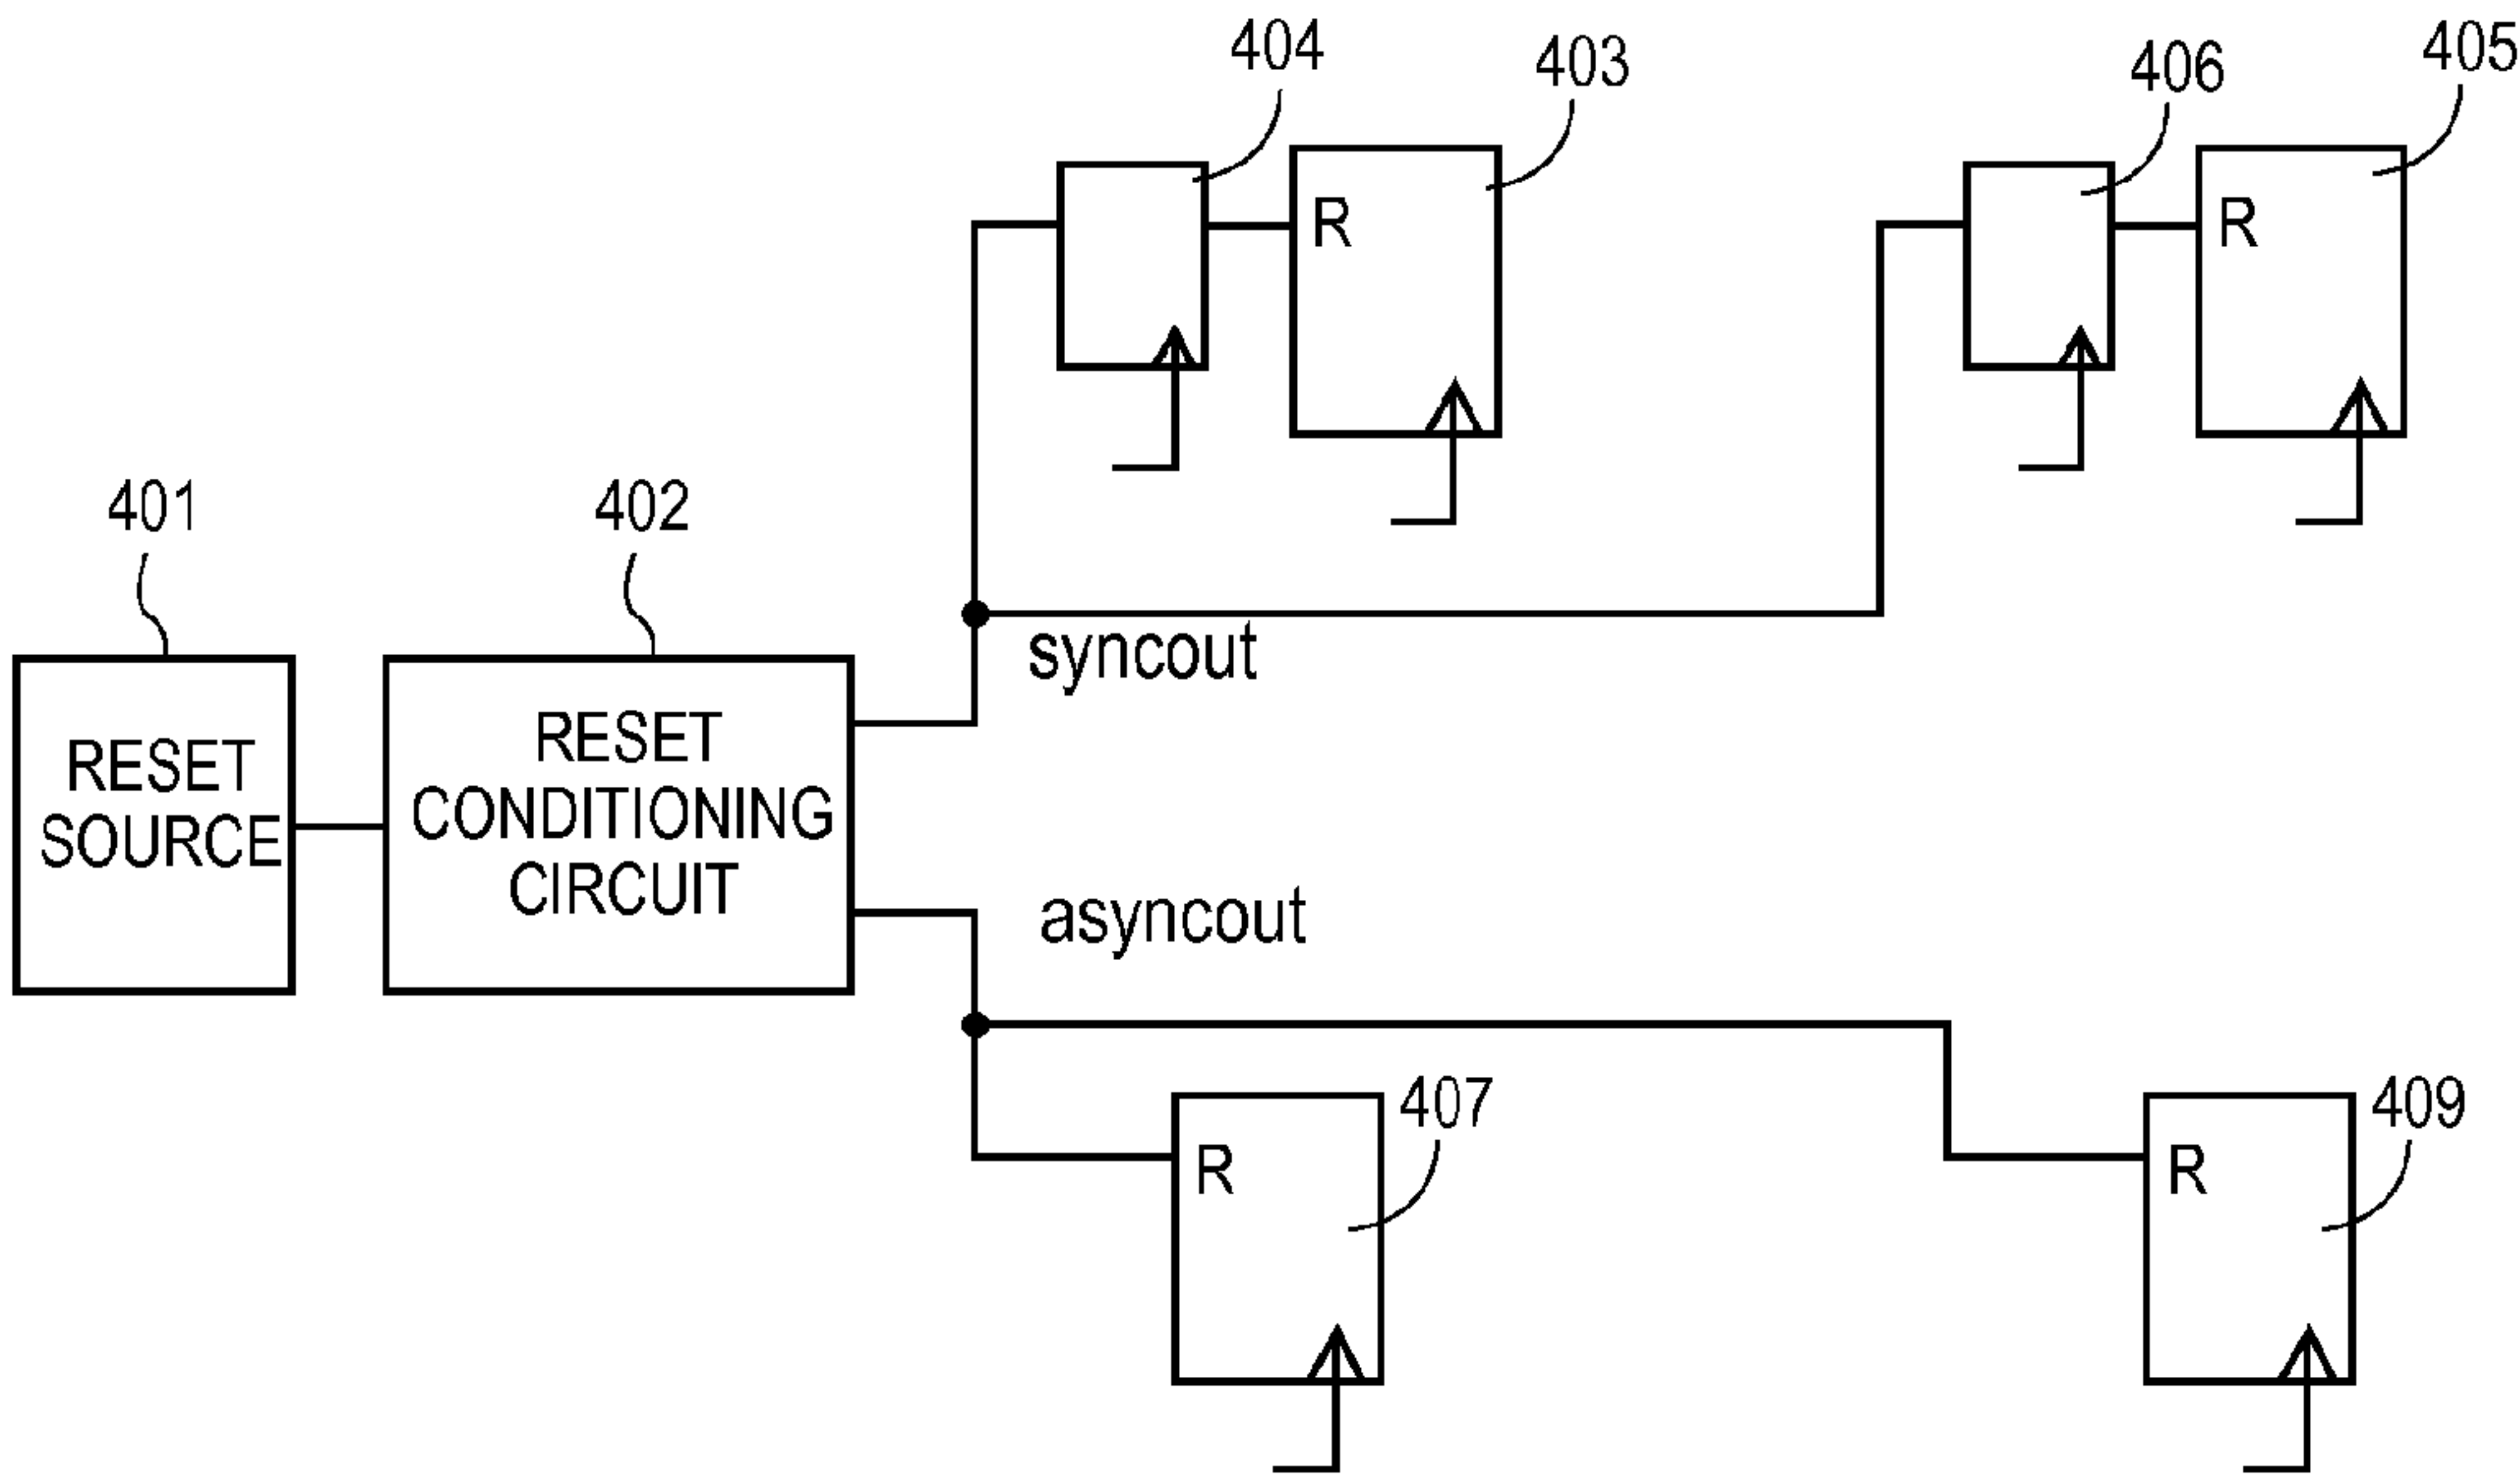 404
403
406
405
R
R
401
402
syncout
RESET
SOURCE
RESET
CONDITIONING
CIRCUIT
asyncout
407
409
R
R